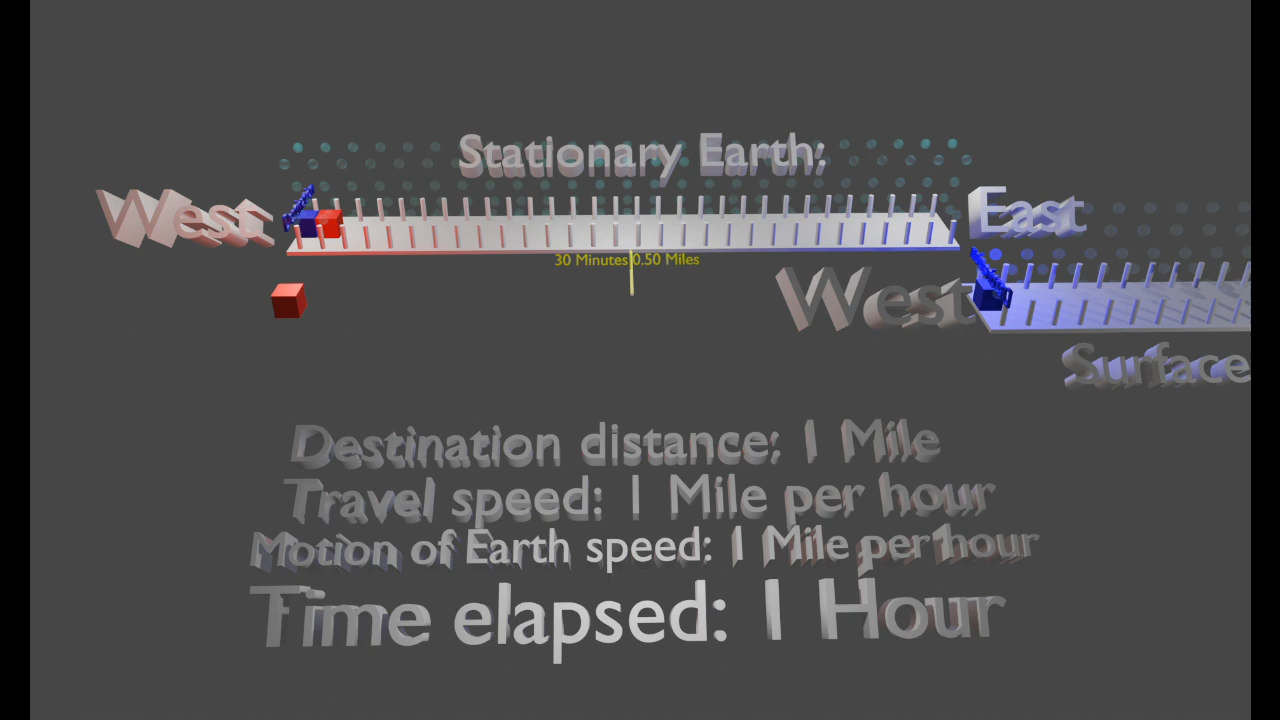 Stationary Earth:
West
East
30 Minutes 0.50 Miles
West
Surface
Destination distance: 1 Mile
Travel speed: 1 Mile per hour
Motion of Earth speed: 1 Mile per hour
Time elapsed: 1 Hour